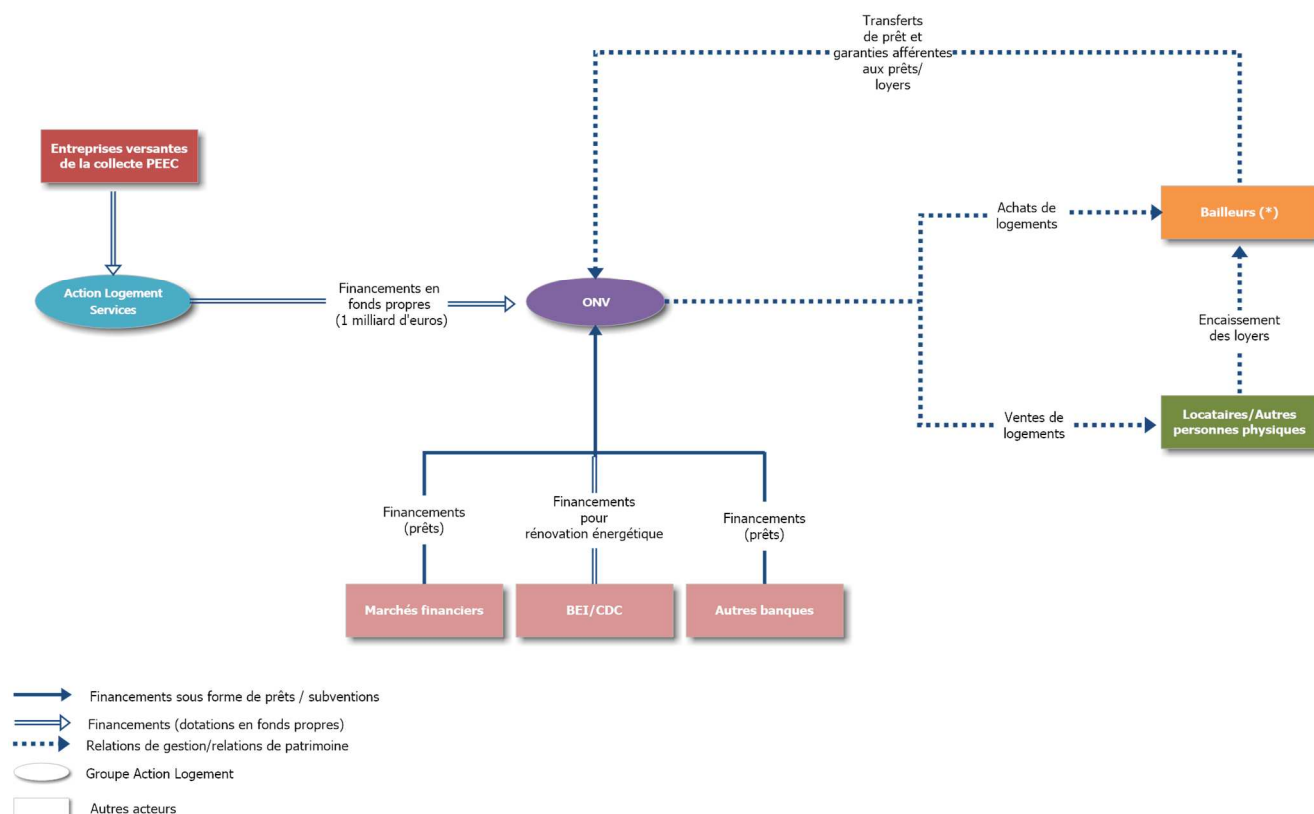 Transferts
de prêt et
garanties afférentes
aux prêts/
loyers
Entreprises versantes
de la collecte PEEC
Achats de
logements
Bailleurs (*)
Action Logement
Services
Financements en
fonds propres
(1 milliard d'euros)
ONV
Encaissement
des loyers
Ventes de
logements
Locataires/Autres
personnes physiques
Financements
(prêts)
Financements
pour
rénovation énergétique
Financements
(prêts)
Marchés financiers
BEI/CDC
Autres banques
Financements sous forme de prêts / subventions
Financements (dotations en fonds propres)
Relations de gestion/relations de patrimoine
Groupe Action Logement
Autres acteurs